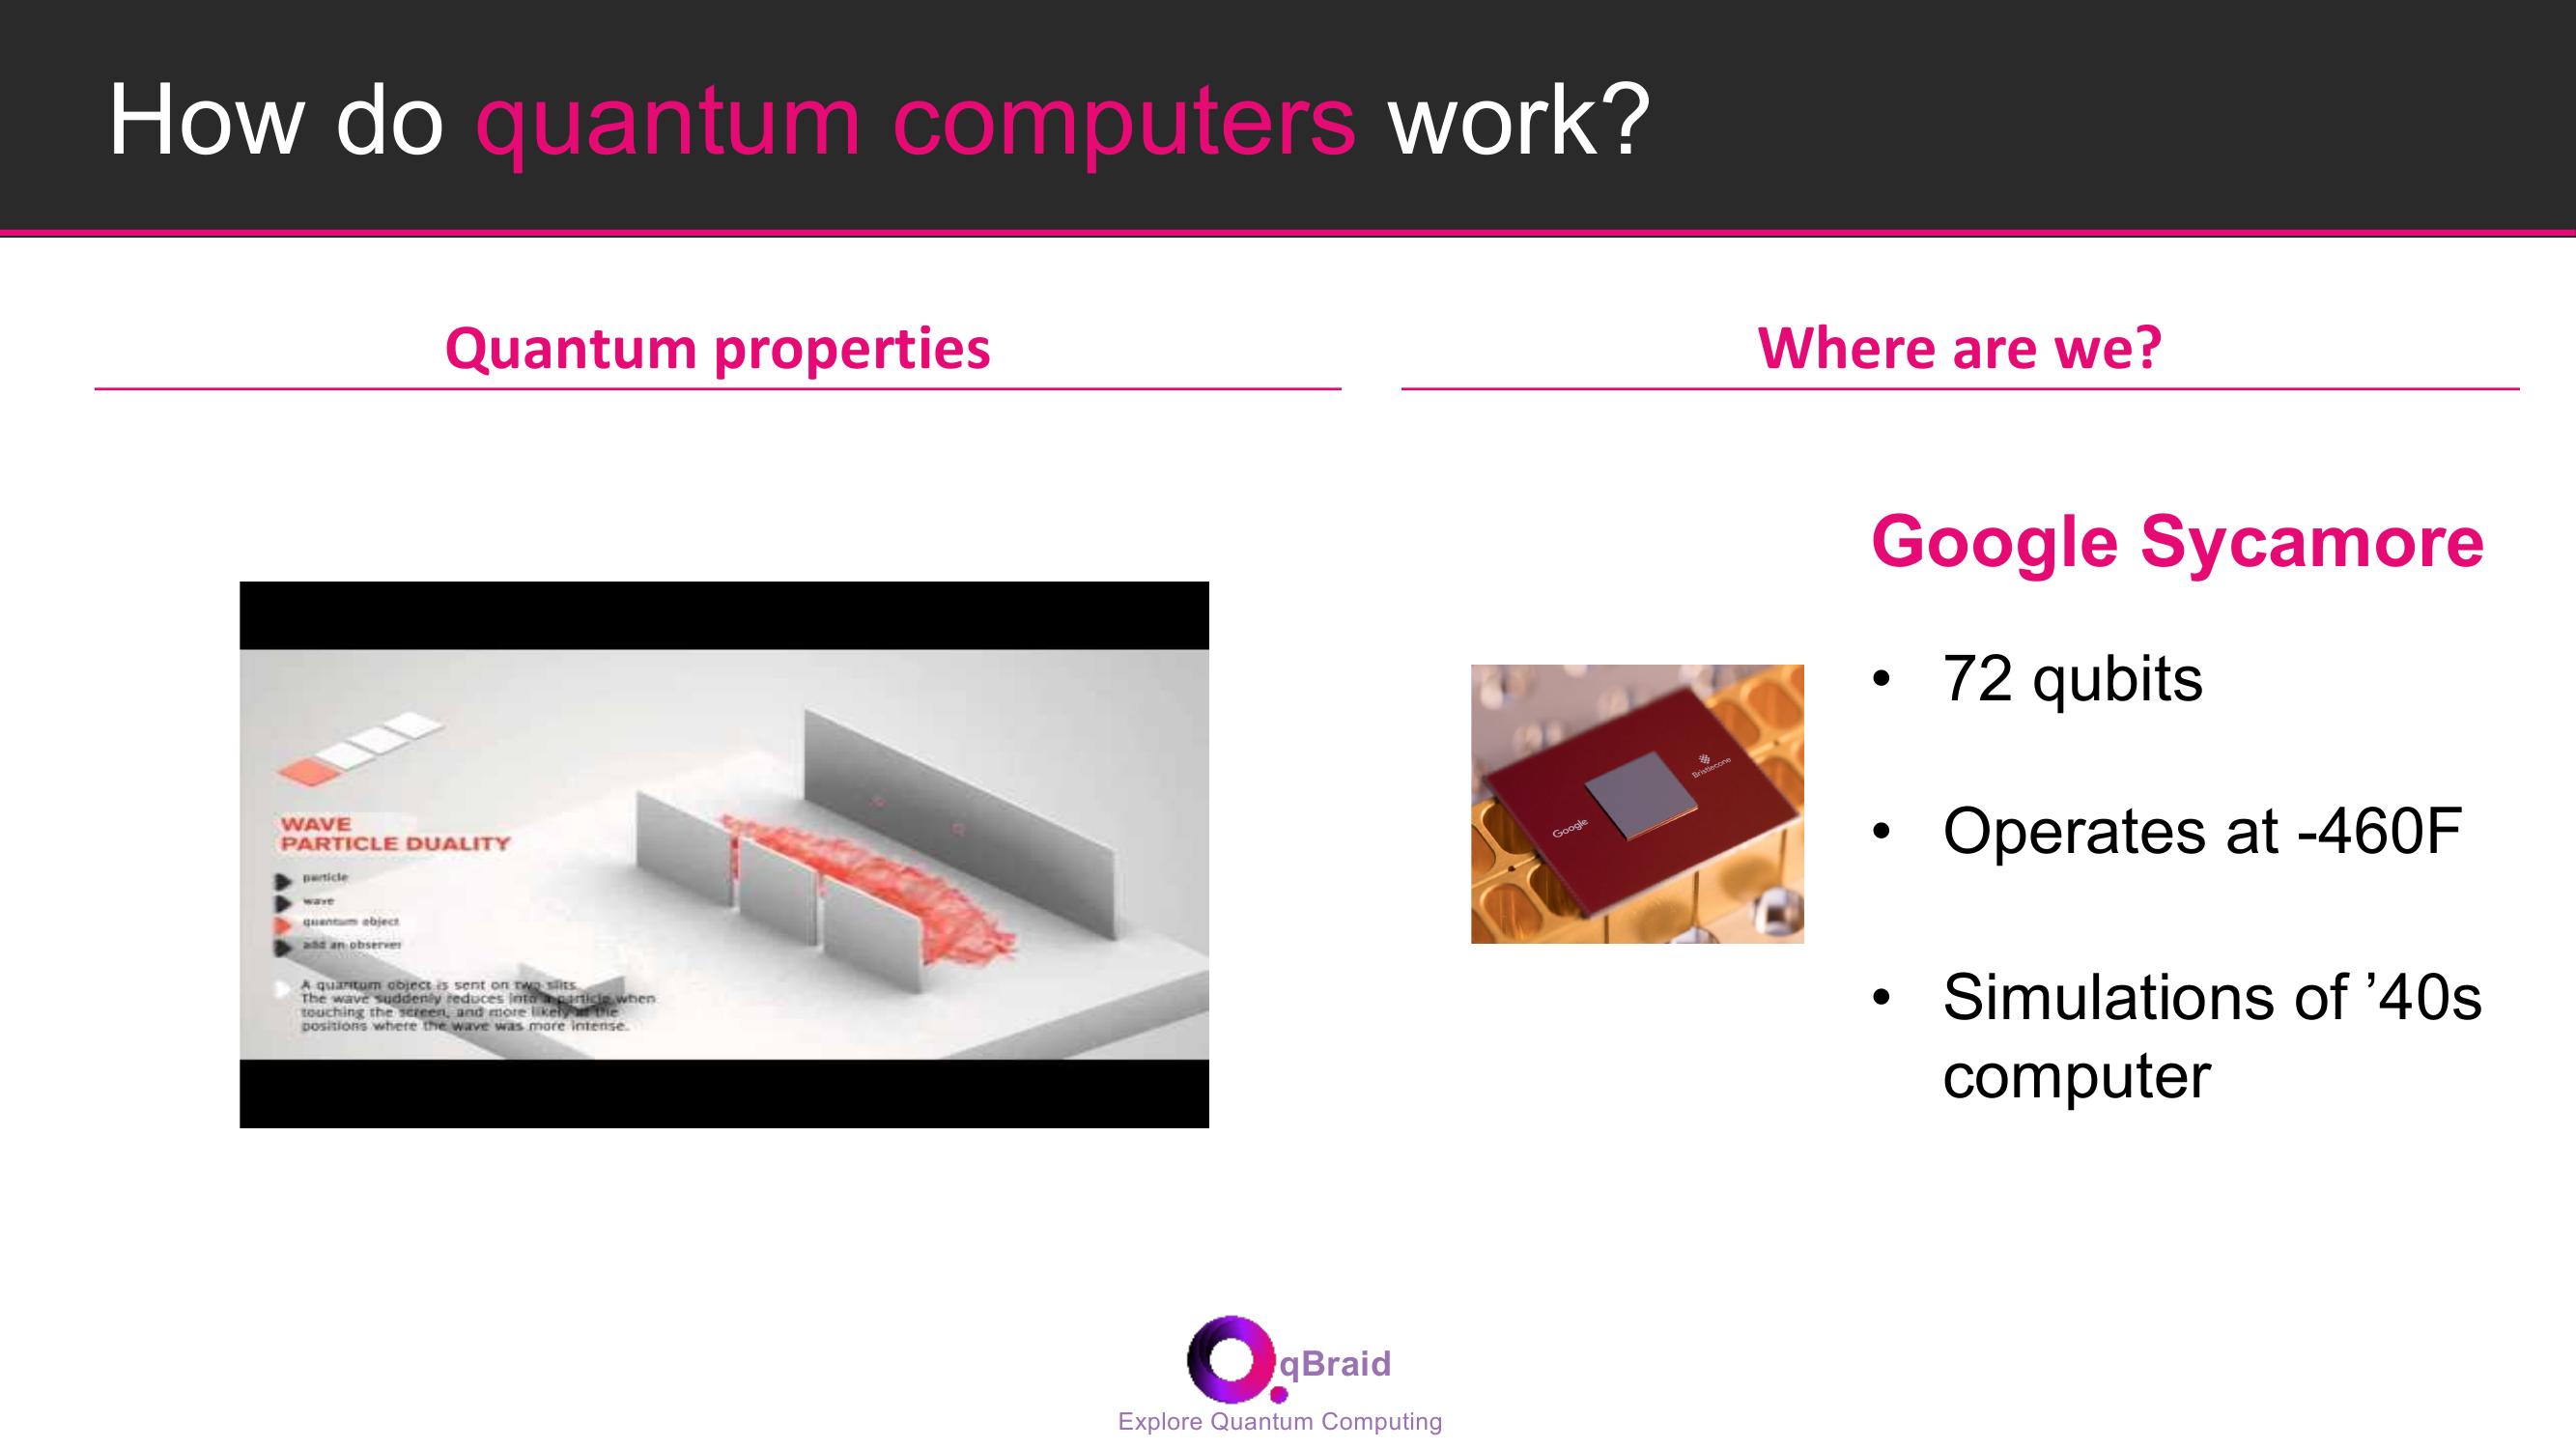 How do quantum computers work?
Quantum properties
WAVE
PARTICLE DUALITY
particle
wave
quantum object
add an observer
A quantum object is sent on two slits.
The wave suddenly reduces into a particle when
touching the screen, and more likely at the
positions where the wave was more intense.
Where are we?
Google
Bristlecone
Google Sycamore
• 72 qubits
• Operates at -460F
• Simulations of ’40s
computer
qBraid
Explore Quantum Computing